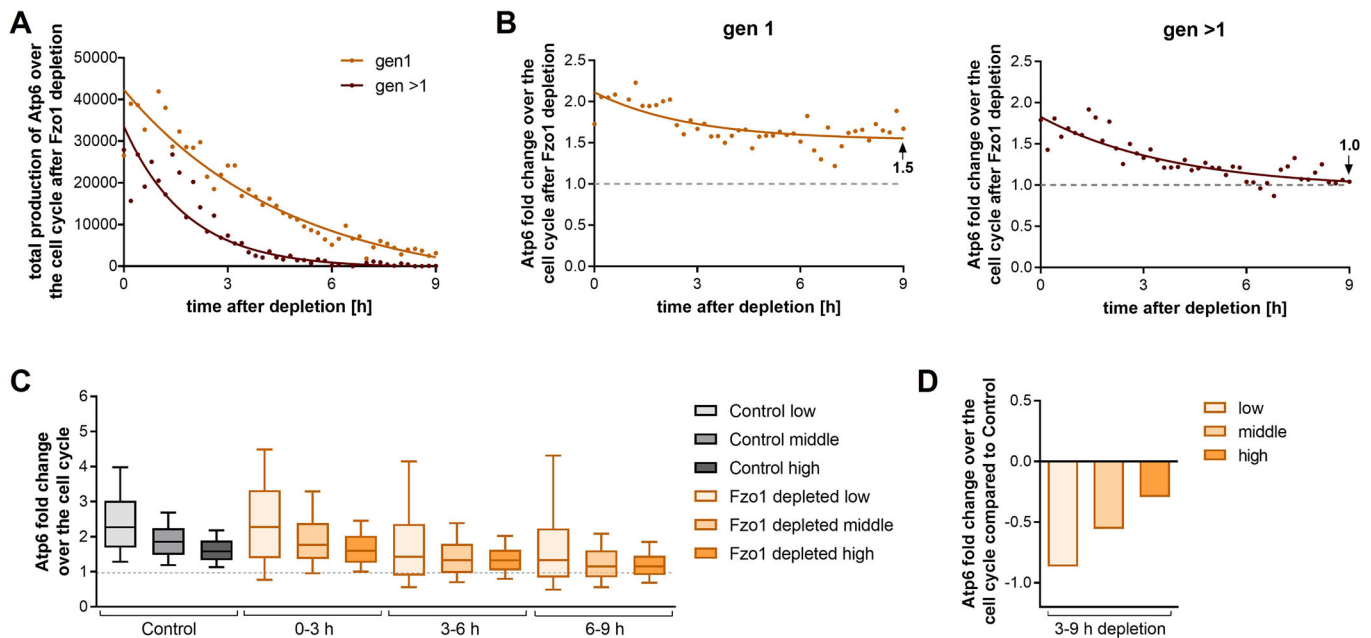 A
total production of Atp6 over
the cell cycle after Fzo1 depletion
50000
40000
30000
20000
10000
0
gen1
gen >1
0
3
6
9
time after depletion [h]
B
gen 1
Atp6 fold change over the
cell cycle after Fzo1 depletion
2.5
2.0
1.5
1.0
0.0
1.5
0
3
6
9
time after depletion [h]
gen >1
Atp6 fold change over the
cell cycle after Fzo1 depletion
2.5
2.0
1.5
1.0
0.0
1.0
0
3
6
9
time after depletion [h]
C
Atp6 fold change
over the cell cycle
6
5
4
3
2
1
0
Control
0-3 h
3-6 h
6-9 h
Control low
Control middle
Control high
Fzo1 depleted low
Fzo1 depleted middle
Fzo1 depleted high
D
Atp6 fold change over the
cell cycle compared to Control
0.5
0.0
-0.5
-1.0
3-9 h depletion
low
middle
high